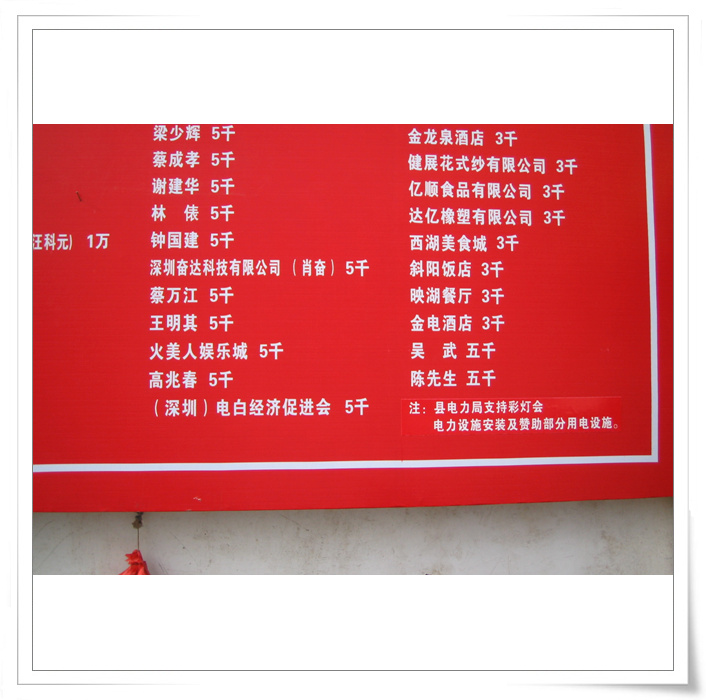 旺科元) 1万
梁少辉 5千
蔡成孝 5千
谢建华 5千
林 俵 5千
钟国建 5千
深圳奋达科技有限公司 (肖奋) 5千
蔡万江 5千
王明其 5千
火美人娱乐城 5千
高兆春 5千
(深圳)电白经济促进会 5千
金龙泉酒店 3千
健展花式纱有限公司 3千
亿顺食品有限公司 3千
达亿橡塑有限公司 3千
西湖美食城 3千
斜阳饭店 3千
映湖餐厅 3千
金电酒店 3千
吴 武 五千
陈先生 五千
注: 县电力局支持彩灯会
电力设施安装及赞助部分用电设施。